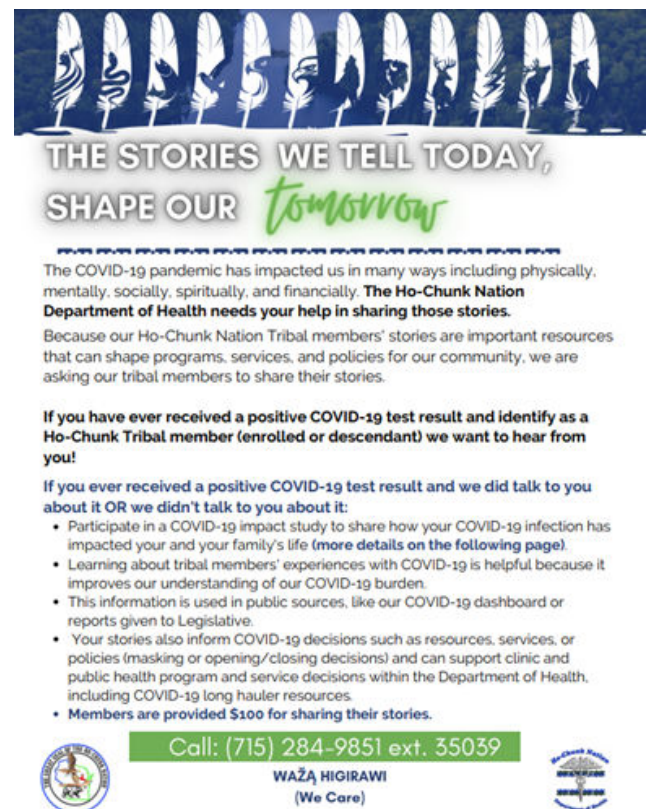 THE STORIES WE TELL TODAY,
SHAPE OUR tomorrow
The COVID-19 pandemic has impacted us in many ways including physically,
mentally, socially, spiritually, and financially. The Ho-Chunk Nation
Department of Health needs your help in sharing those stories.
Because our Ho-Chunk Nation Tribal members' stories are important resources
that can shape programs, services, and policies for our community, we are
asking our tribal members to share their stories.
If you have ever received a positive COVID-19 test result and identify as a
Ho-Chunk Tribal member (enrolled or descendant) we want to hear from
you!
If you ever received a positive COVID-19 test result and we did talk to you
about it OR we didn't talk to you about it:
• Participate in a COVID-19 impact study to share how your COVID-19 infection has
impacted your and your family's life (more details on the following page).
• Learning about tribal members' experiences with COVID-19 is helpful because it
improves our understanding of our COVID-19 burden.
• This information is used in public sources, like our COVID-19 dashboard or
reports given to Legislative.
• Your stories also inform COVID-19 decisions such as resources, services, or
policies (masking or opening/closing decisions) and can support clinic and
public health program and service decisions within the Department of Health,
including COVID-19 long hauler resources.
• Members are provided $100 for sharing their stories.
Call: (715) 284-9851 ext. 35039
WAŽĄ HIGIRAWI
(We Care)
Ho-Chunk Nation